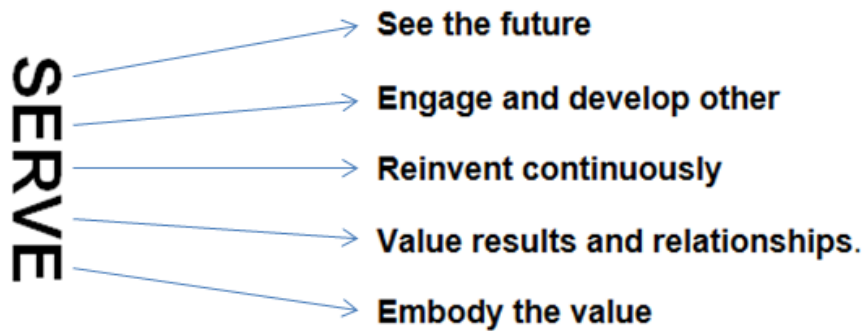 SERVE
See the future
Engage and develop other
Reinvent continuously
Value results and relationships.
Embody the value